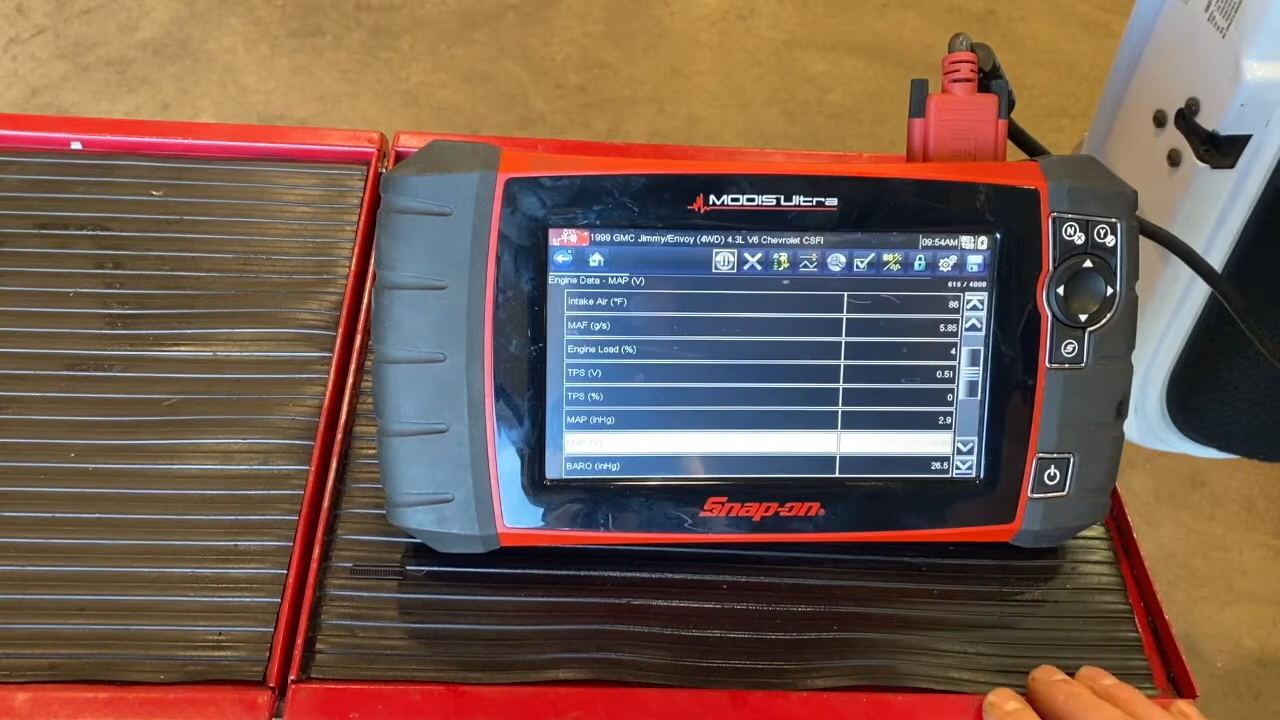 MODIS Ultra
1999 GMC Jimmy/Envoy (4WD) 4.3L V6 Chevrolet CSFI
09:54AM
Engine Data - MAP (V)
615 / 4000
Intake Air (°F) 86
MAF (g/s) 5.85
Engine Load (%) 4
TPS (V) 0.51
TPS (%) 0
MAP (inHg) 2.9
MAP (V)
BARO (inHg) 26.5
Snap-on
N
Y
S